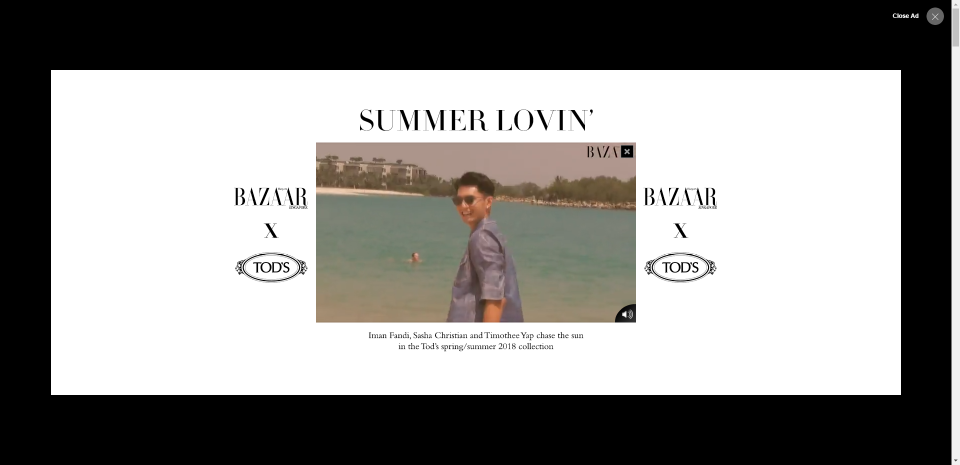 Close Ad
SUMMER LOVIN'
BAZA
BAZAAR
SINGAPORE
X
TOD'S
BAZAAR
SINGAPORE
X
TOD'S
Iman Fandi, Sasha Christian and Timothee Yap chase the sun
in the Tod's spring/summer 2018 collection